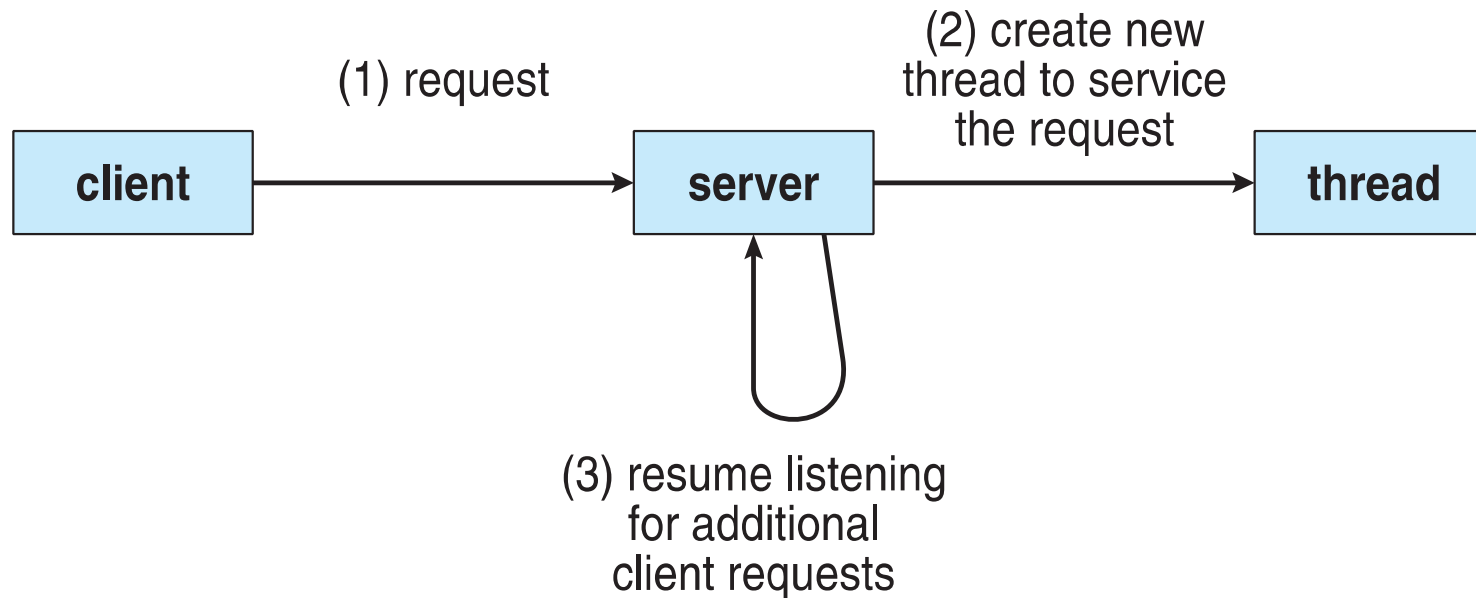 (1) request
(2) create new
thread to service
the request
client
server
thread
(3) resume listening
for additional
client requests